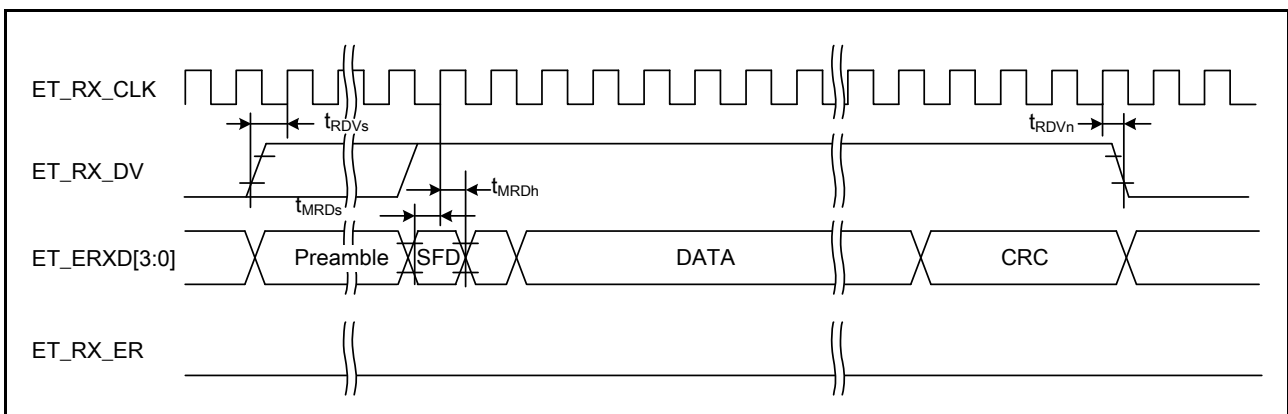 ET_RX_CLK
tRDVs
tRDVn
ET_RX_DV
tMRDh
tMRDs
ET_ERXD[3:0]
Preamble
SFD
DATA
CRC
ET_RX_ER